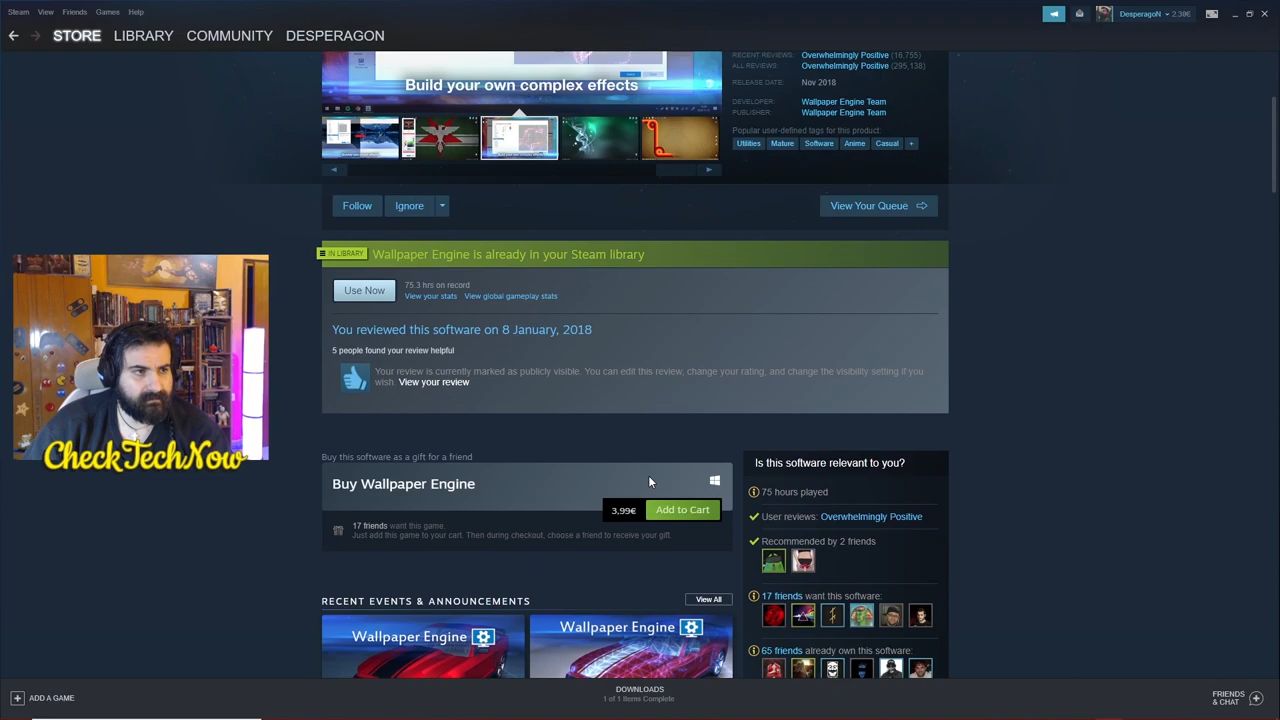 Steam View Friends Games Help
DesperagoN 2.39€
STORE LIBRARY COMMUNITY DESPERAGON
Build your own complex effects
RECENT REVIEWS: Overwhelmingly Positive (16,755)
ALL REVIEWS: Overwhelmingly Positive (295,138)
RELEASE DATE: Nov 2018
DEVELOPER: Wallpaper Engine Team
PUBLISHER: Wallpaper Engine Team
Popular user-defined tags for this product:
Utilities Mature Software Anime Casual +
Follow Ignore View Your Queue
IN LIBRARY Wallpaper Engine is already in your Steam library
Use Now
75.3 hrs on record
View your stats View global gameplay stats
You reviewed this software on 8 January, 2018
5 people found your review helpful
Your review is currently marked as publicly visible. You can edit this review, change your rating, and change the visibility setting if you
wish. View your review
CheckTechNow
Buy this software as a gift for a friend
Buy Wallpaper Engine
3,99€ Add to Cart
17 friends want this game.
Just add this game to your cart. Then during checkout, choose a friend to receive your gift.
Is this software relevant to you?
75 hours played
User reviews: Overwhelmingly Positive
Recommended by 2 friends
17 friends want this software:
65 friends already own this software:
RECENT EVENTS & ANNOUNCEMENTS View All
Wallpaper Engine
Wallpaper Engine
ADD A GAME
DOWNLOADS
1 of 1 Items Complete
FRIENDS
& CHAT